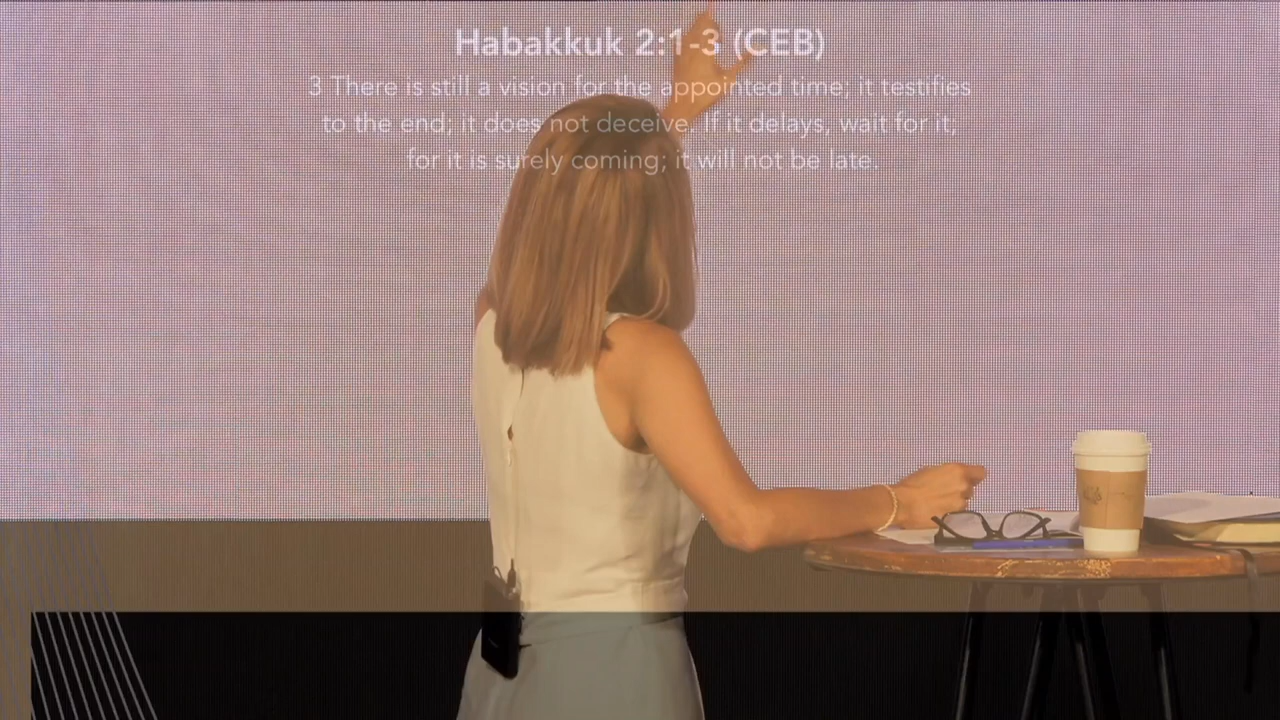 Habakkuk 2:1-3 (CEB)
3 There is still a vision for the appointed time; it testifies
to the end; it does not deceive. If it delays, wait for it;
for it is surely coming; it will not be late.